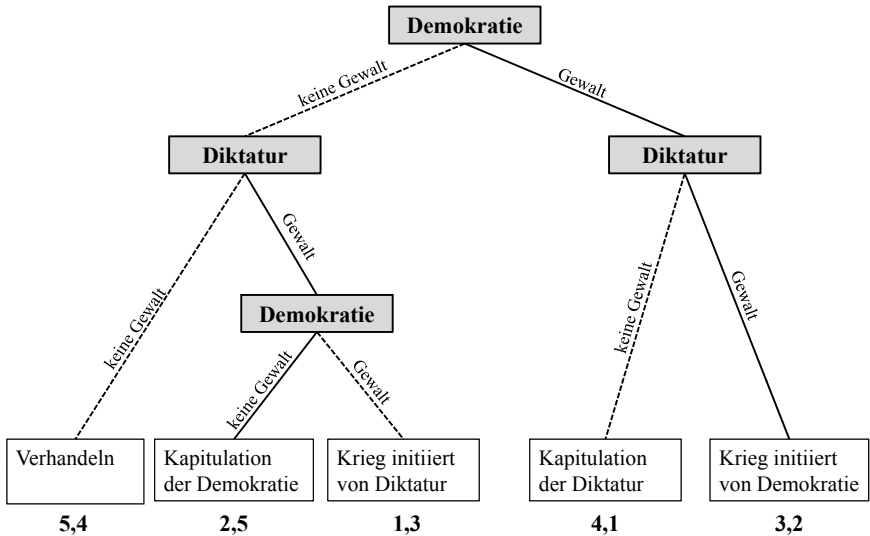 Demokratie
keine Gewalt
Gewalt
Diktatur
Diktatur
Gewalt
keine Gewalt
keine Gewalt
Gewalt
Demokratie
keine Gewalt
Gewalt
Verhandeln
Kapitulation
der Demokratie
Krieg initiiert
von Diktatur
Kapitulation
der Diktatur
Krieg initiiert
von Demokratie
5,4
2,5
1,3
4,1
3,2